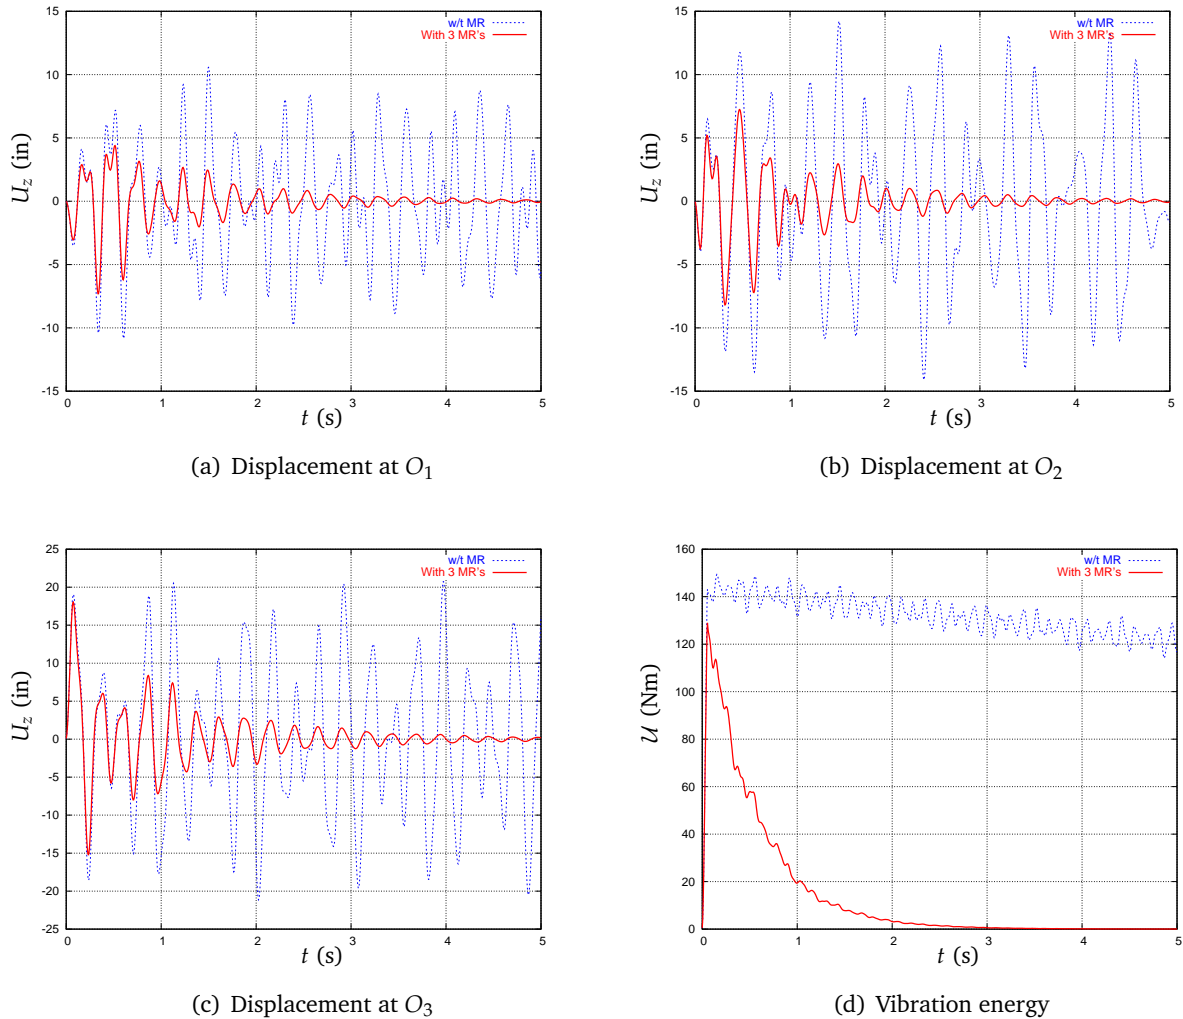 15
10
5
0
-5
-10
-15
U_z (in)
w/t MR
With 3 MR's
0 1 2 3 4 5
t (s)
(a) Displacement at O_1
15
10
5
0
-5
-10
-15
U_z (in)
w/t MR
With 3 MR's
0 1 2 3 4 5
t (s)
(b) Displacement at O_2
25
20
15
10
5
0
-5
-10
-15
-20
-25
U_z (in)
w/t MR
With 3 MR's
0 1 2 3 4 5
t (s)
(c) Displacement at O_3
160
140
120
100
80
60
40
20
0
𝒰 (Nm)
w/t MR
With 3 MR's
0 1 2 3 4 5
t (s)
(d) Vibration energy